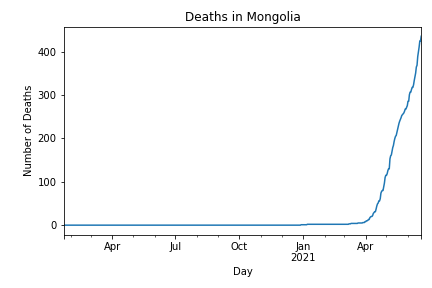 Deaths in Mongolia
Number of Deaths
400
300
200
100
0
Apr
Jul
Oct
Jan
2021
Apr
Day